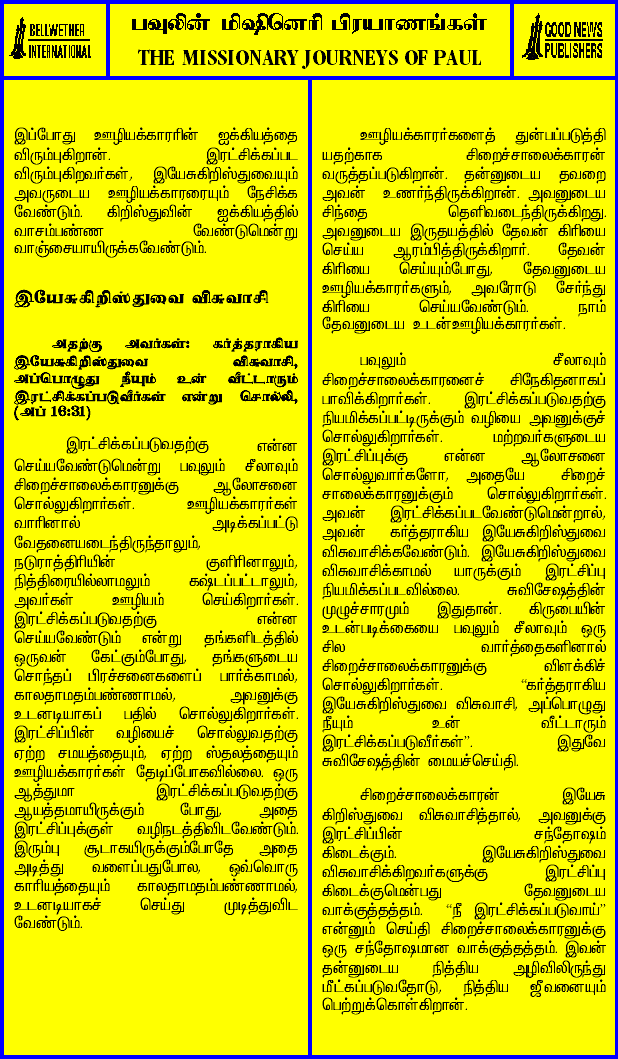 BELLWETHER
INTERNATIONAL
பவுலின் மிஷினெரி பிரயாணங்கள்
THE MISSIONARY JOURNEYS OF PAUL
GOOD NEWS
PUBLISHERS
இப்போது ஊழியக்காரரின் ஐக்கியத்தை
விரும்புகிறான். இரட்சிக்கப்பட
விரும்புகிறவர்கள், இயேசுகிறிஸ்துவையும்
அவருடைய ஊழியக்காரரையும் நேசிக்க
வேண்டும். கிறிஸ்துவின் ஐக்கியத்தில்
வாசம்பண்ண வேண்டுமென்று
வாஞ்சையாயிருக்கவேண்டும்.
இயேசுகிறிஸ்துவை விசுவாசி
அதற்கு அவர்கள்: கர்த்தராகிய
இயேசுகிறிஸ்துவை விசுவாசி,
அப்பொழுது நீயும் உன் வீட்டாரும்
இரட்சிக்கப்படுவீர்கள் என்று சொல்லி,
(அப் 16:31)
இரட்சிக்கப்படுவதற்கு என்ன
செய்யவேண்டுமென்று பவுலும் சீலாவும்
சிறைச்சாலைக்காரனுக்கு ஆலோசனை
சொல்லுகிறார்கள். ஊழியக்காரர்கள்
வாரினால் அடிக்கப்பட்டு
வேதனையடைந்திருந்தாலும்,
நடுராத்திரியின் குளிரினாலும்,
நித்திரையில்லாமலும் கஷ்டப்பட்டாலும்,
அவர்கள் ஊழியம் செய்கிறார்கள்.
இரட்சிக்கப்படுவதற்கு என்ன
செய்யவேண்டும் என்று தங்களிடத்தில்
ஒருவன் கேட்கும்போது, தங்களுடைய
சொந்தப் பிரச்சனைகளைப் பார்க்காமல்,
காலதாமதம்பண்ணாமல், அவனுக்கு
உடனடியாகப் பதில் சொல்லுகிறார்கள்.
இரட்சிப்பின் வழியைச் சொல்லுவதற்கு
ஏற்ற சமயத்தையும், ஏற்ற ஸ்தலத்தையும்
ஊழியக்காரர்கள் தேடிப்போகவில்லை. ஒரு
ஆத்துமா இரட்சிக்கப்படுவதற்கு
ஆயத்தமாயிருக்கும் போது, அதை
இரட்சிப்புக்குள் வழிநடத்திவிடவேண்டும்.
இரும்பு சூடாகயிருக்கும்போதே அதை
அடித்து வளைப்பதுபோல, ஒவ்வொரு
காரியத்தையும் காலதாமதம்பண்ணாமல்,
உடனடியாகச் செய்து முடித்துவிட
வேண்டும்.
ஊழியக்காரர்களைத் துன்பப்படுத்தி
யதற்காக சிறைச்சாலைக்காரன்
வருத்தப்படுகிறான். தன்னுடைய தவறை
அவன் உணர்ந்திருக்கிறான். அவனுடைய
சிந்தை தெளிவடைந்திருக்கிறது.
அவனுடைய இருதயத்தில் தேவன் கிரியை
செய்ய ஆரம்பித்திருக்கிறார். தேவன்
கிரியை செய்யும்போது, தேவனுடைய
ஊழியக்காரர்களும், அவரோடு சேர்ந்து
கிரியை செய்யவேண்டும். நாம்
தேவனுடைய உடன்ஊழியக்காரர்கள்.
பவுலும் சீலாவும்
சிறைச்சாலைக்காரனைச் சிநேகிதனாகப்
பாவிக்கிறார்கள். இரட்சிக்கப்படுவதற்கு
நியமிக்கப்பட்டிருக்கும் வழியை அவனுக்குச்
சொல்லுகிறார்கள். மற்றவர்களுடைய
இரட்சிப்புக்கு என்ன ஆலோசனை
சொல்லுவார்களோ, அதையே சிறைச்
சாலைக்காரனுக்கும் சொல்லுகிறார்கள்.
அவன் இரட்சிக்கப்படவேண்டுமென்றால்,
அவன் கர்த்தராகிய இயேசுகிறிஸ்துவை
விசுவாசிக்கவேண்டும். இயேசுகிறிஸ்துவை
விசுவாசிக்காமல் யாருக்கும் இரட்சிப்பு
நியமிக்கப்படவில்லை. சுவிசேஷத்தின்
முழுச்சாரமும் இதுதான். கிருபையின்
உடன்படிக்கையை பவுலும் சீலாவும் ஒரு
சில வார்த்தைகளினால்
சிறைச்சாலைக்காரனுக்கு விளக்கிச்
சொல்லுகிறார்கள். “கர்த்தராகிய
இயேசுகிறிஸ்துவை விசுவாசி, அப்பொழுது
நீயும் உன் வீட்டாரும்
இரட்சிக்கப்படுவீர்கள்”. இதுவே
சுவிசேஷத்தின் மையச்செய்தி.
சிறைச்சாலைக்காரன் இயேசு
கிறிஸ்துவை விசுவாசித்தால், அவனுக்கு
இரட்சிப்பின் சந்தோஷம்
கிடைக்கும். இயேசுகிறிஸ்துவை
விசுவாசிக்கிறவர்களுக்கு இரட்சிப்பு
கிடைக்குமென்பது தேவனுடைய
வாக்குத்தத்தம். “நீ இரட்சிக்கப்படுவாய்”
என்னும் செய்தி சிறைச்சாலைக்காரனுக்கு
ஒரு சந்தோஷமான வாக்குத்தத்தம். இவன்
தன்னுடைய நித்திய அழிவிலிருந்து
மீட்கப்படுவதோடு, நித்திய ஜீவனையும்
பெற்றுக்கொள்கிறான்.